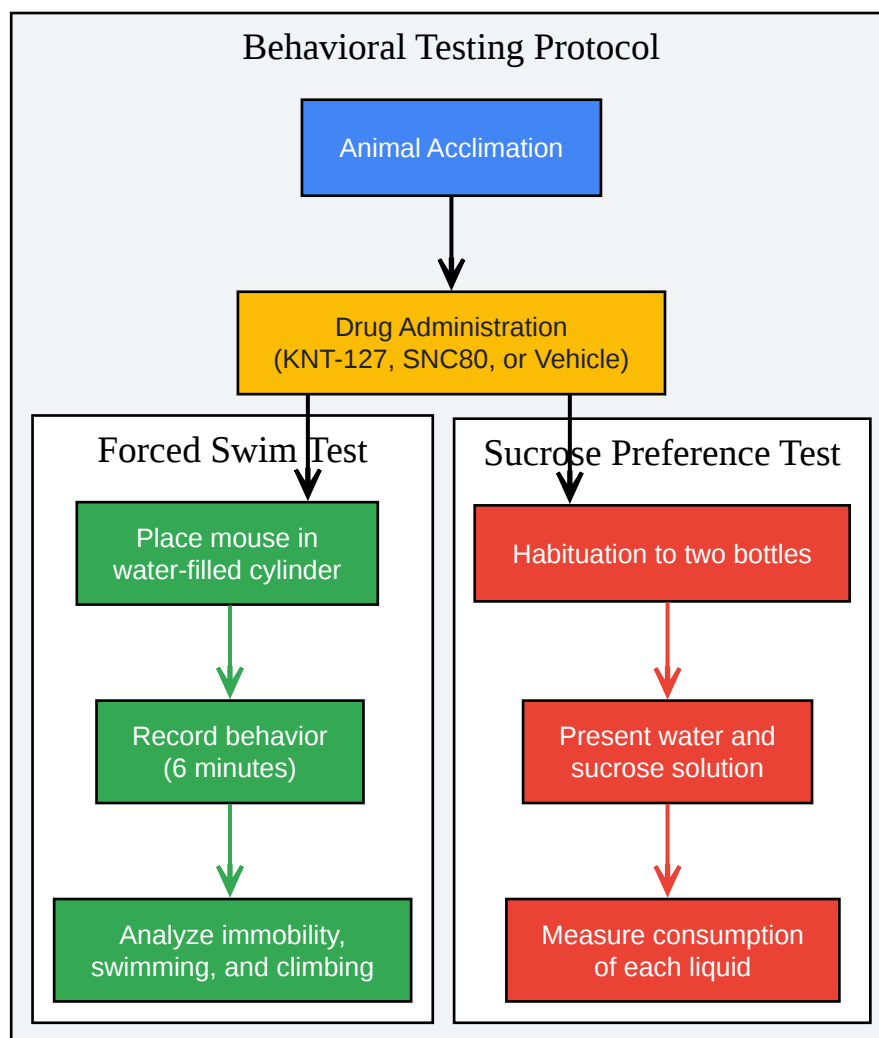 Behavioral Testing Protocol
Animal Acclimation
Drug Administration
(KNT-127, SNC80, or Vehicle)
Forced Swim Test
Place mouse in
water-filled cylinder
Record behavior
(6 minutes)
Analyze immobility,
swimming, and climbing
Sucrose Preference Test
Habituation to two bottles
Present water and
sucrose solution
Measure consumption
of each liquid